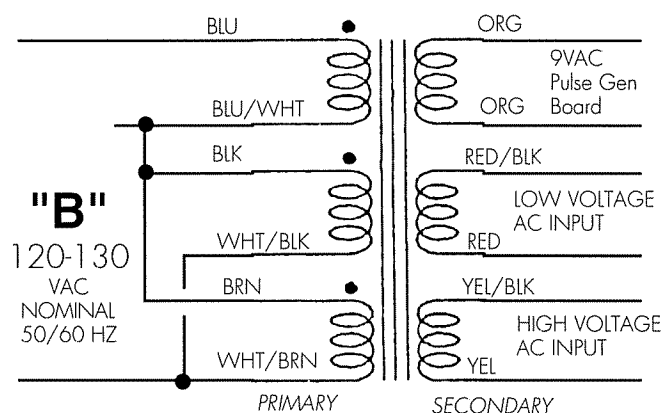 BLU
ORG
9VAC
Pulse Gen
Board
BLU/WHT
ORG
BLK
RED/BLK
"B"
120-130
VAC
NOMINAL
50/60 HZ
LOW VOLTAGE
AC INPUT
WHT/BLK
RED
BRN
YEL/BLK
HIGH VOLTAGE
AC INPUT
WHT/BRN
YEL
PRIMARY
SECONDARY